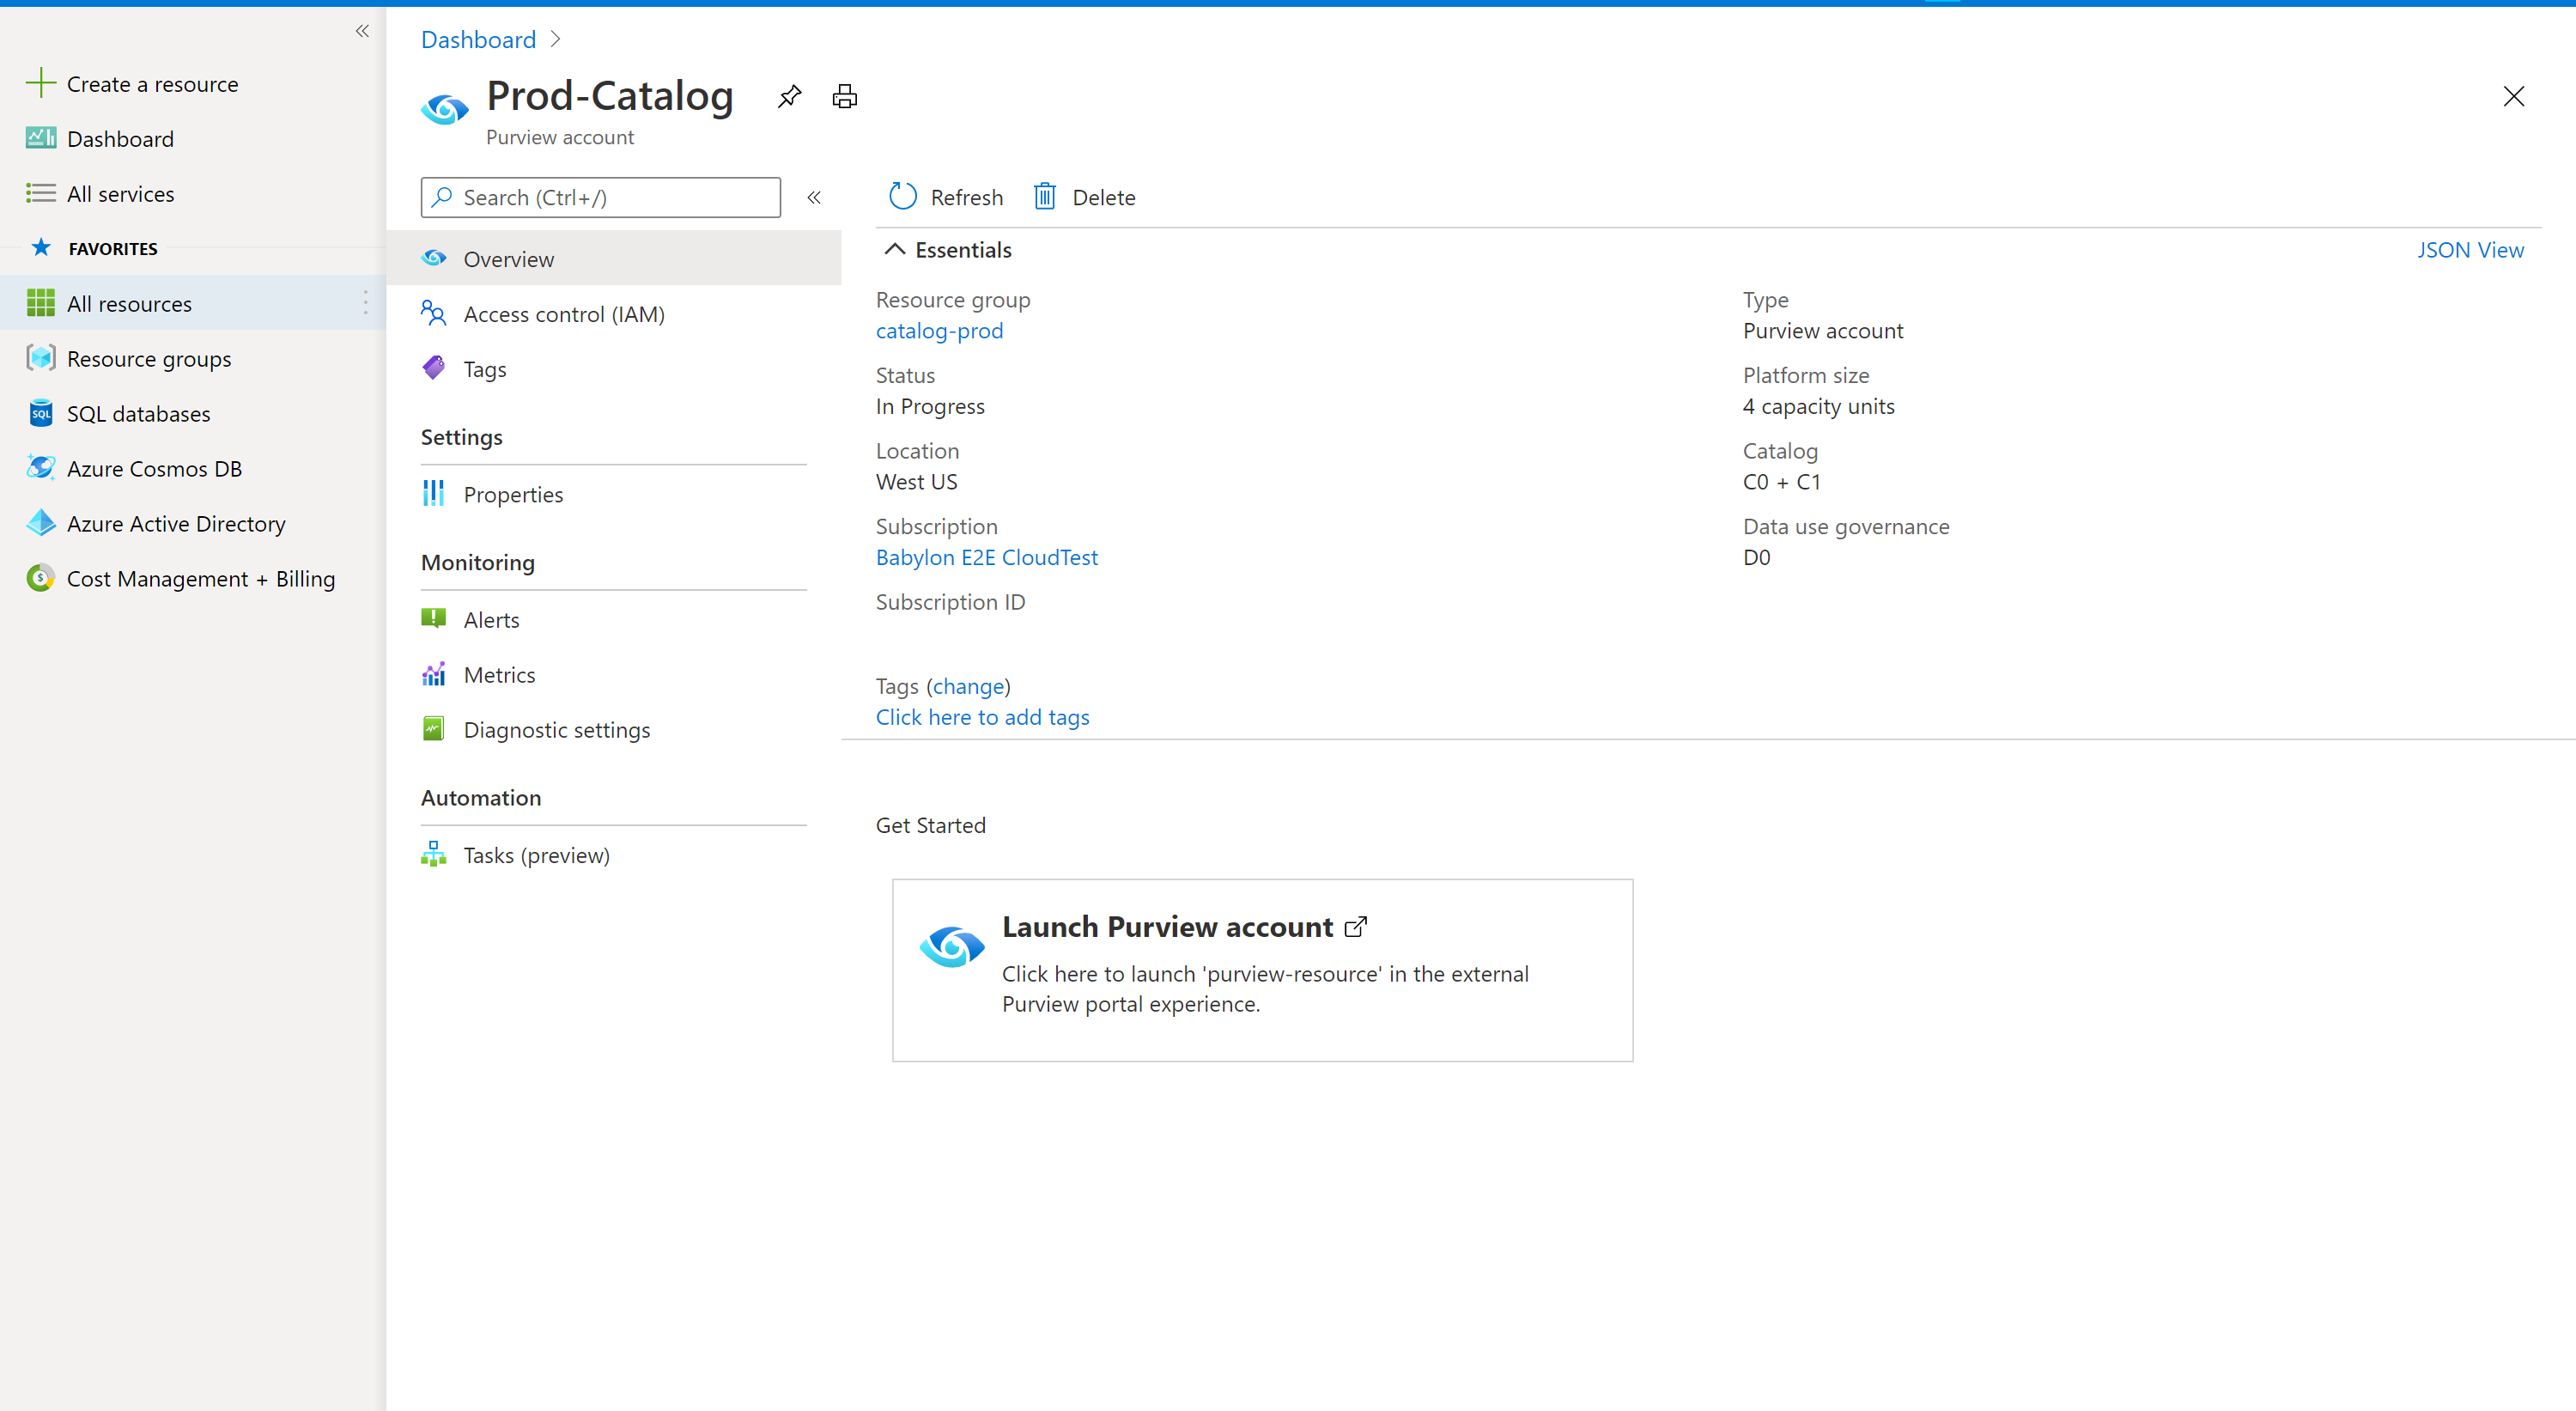 Create a resource
Dashboard
All services
FAVORITES
All resources
Resource groups
SQL databases
Azure Cosmos DB
Azure Active Directory
Cost Management + Billing
Dashboard
Prod-Catalog
Purview account
Search (Ctrl+/)
Overview
Access control (IAM)
Tags
Settings
Properties
Monitoring
Alerts
Metrics
Diagnostic settings
Automation
Tasks (preview)
Refresh
Delete
Essentials
JSON View
Resource group
catalog-prod
Status
In Progress
Location
West US
Subscription
Babylon E2E CloudTest
Subscription ID
Type
Purview account
Platform size
4 capacity units
Catalog
C0 + C1
Data use governance
D0
Tags (change)
Click here to add tags
Get Started
Launch Purview account
Click here to launch 'purview-resource' in the external
Purview portal experience.